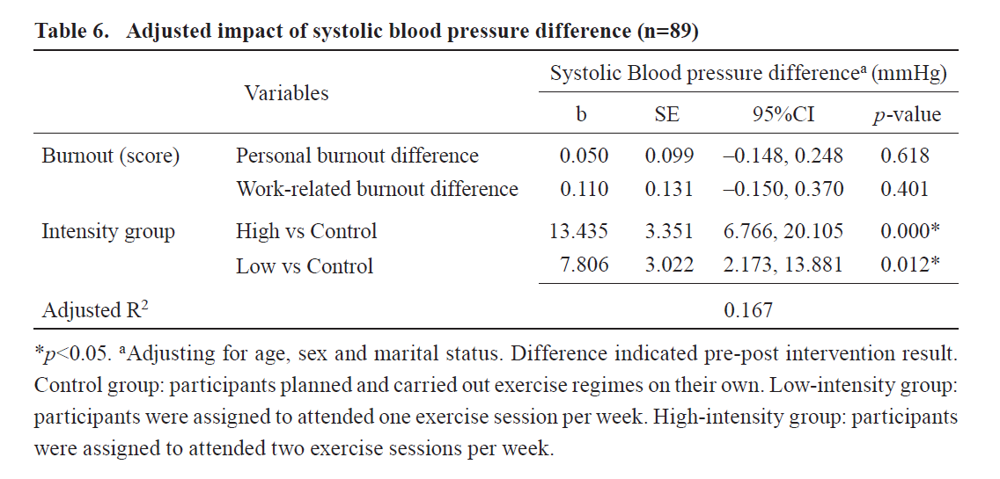 Table 6. Adjusted impact of systolic blood pressure difference (n=89)
Variables Systolic Blood pressure differenceᵃ (mmHg)
b SE 95%CI p-value
Burnout (score) Personal burnout difference 0.050 0.099 –0.148, 0.248 0.618
Work-related burnout difference 0.110 0.131 –0.150, 0.370 0.401
Intensity group High vs Control 13.435 3.351 6.766, 20.105 0.000*
Low vs Control 7.806 3.022 2.173, 13.881 0.012*
Adjusted R² 0.167
*p<0.05. ᵃAdjusting for age, sex and marital status. Difference indicated pre-post intervention result.
Control group: participants planned and carried out exercise regimes on their own. Low-intensity group:
participants were assigned to attended one exercise session per week. High-intensity group: participants
were assigned to attended two exercise sessions per week.